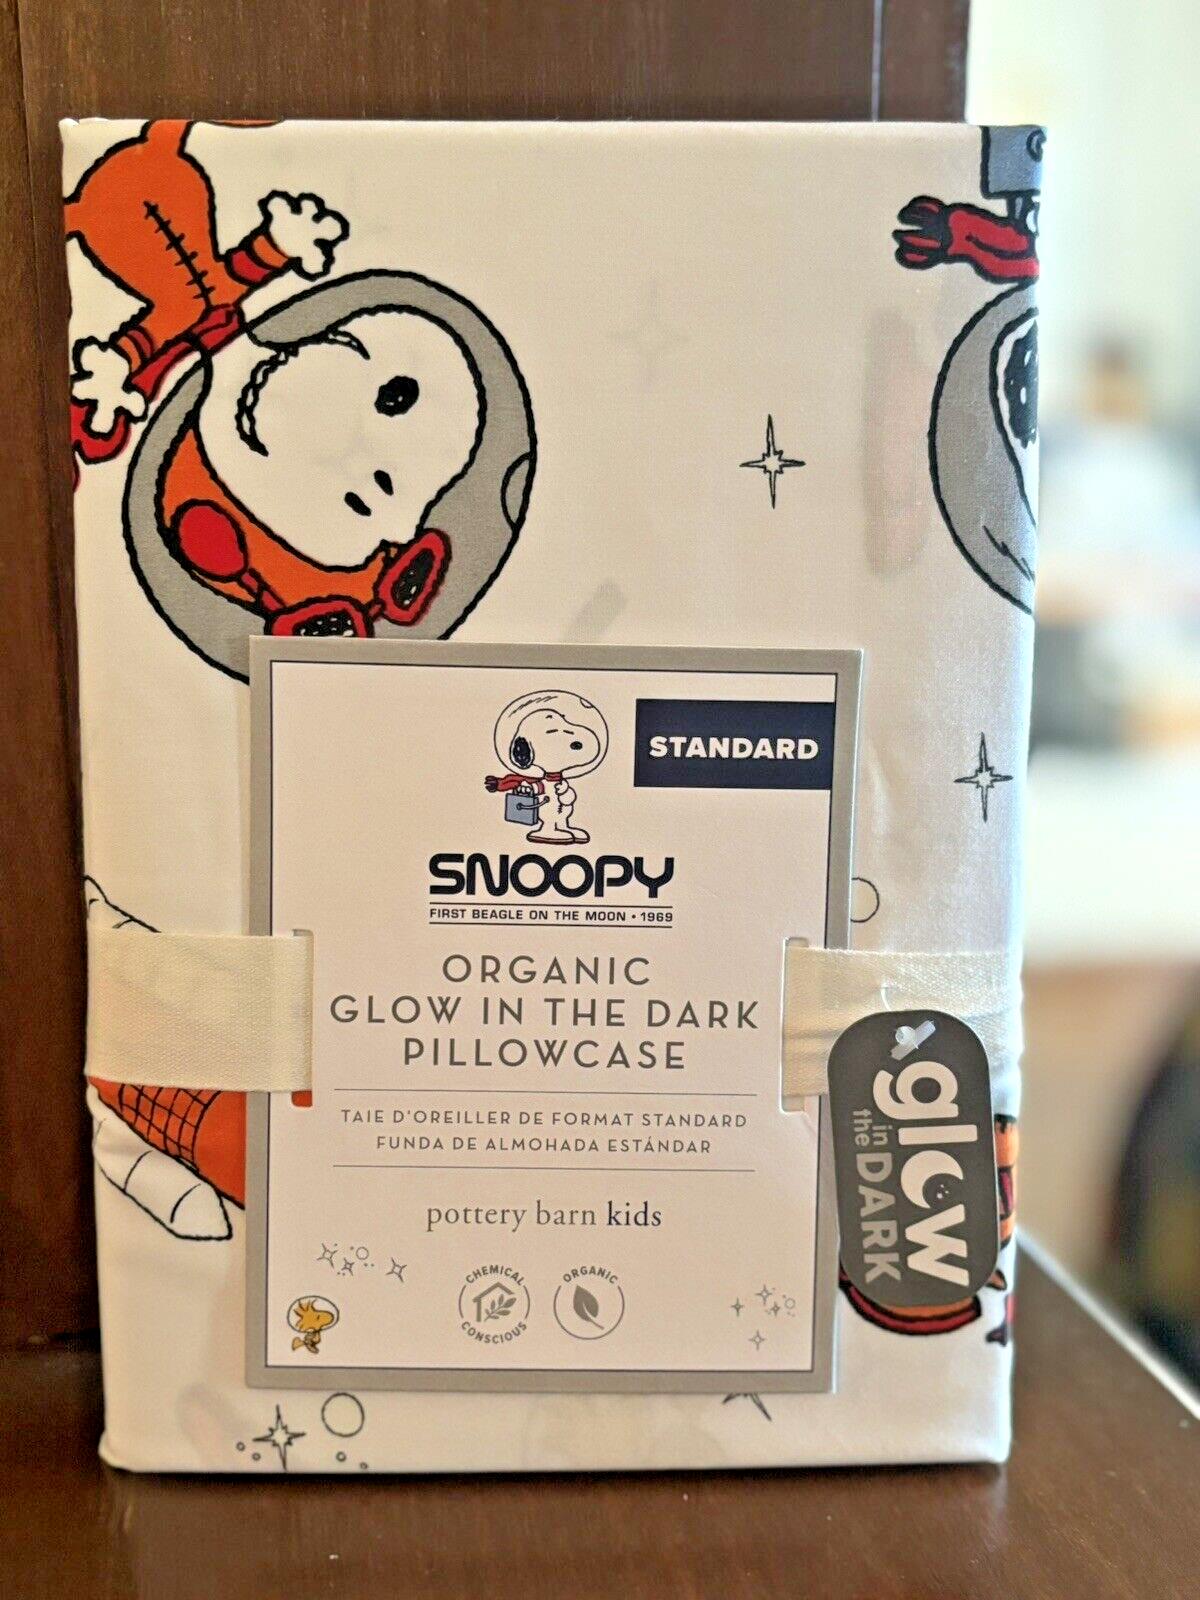 STANDARD
SNOOPY
FIRST BEAGLE ON THE MOON • 1969
ORGANIC
GLOW IN THE DARK
PILLOWCASE
TAIE D'OREILLER DE FORMAT STANDARD
FUNDA DE ALMOHADA ESTÁNDAR
pottery barn kids
CHEMICAL
CONSCIOUS
ORGANIC
glow
in
the
DARK